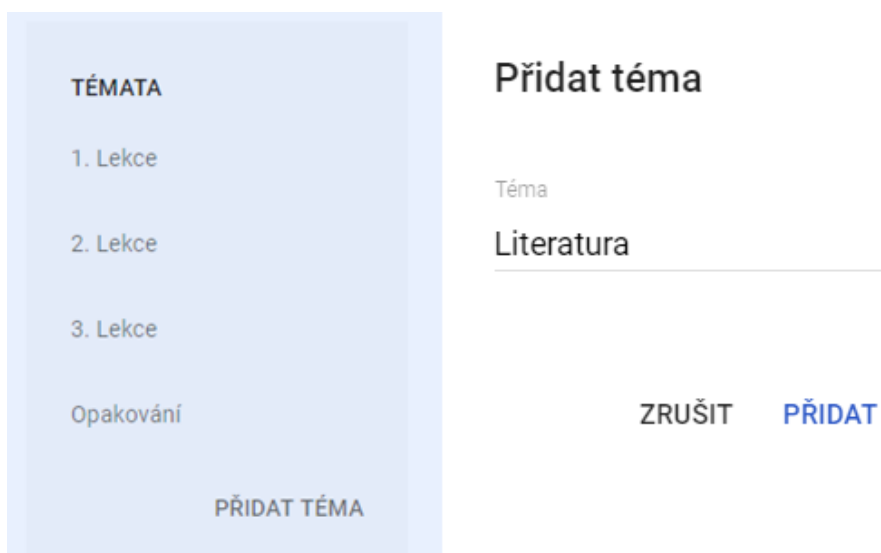 TÉMATA
1. Lekce
2. Lekce
3. Lekce
Opakování
PŘIDAT TÉMA
Přidat téma
Téma
Literatura
ZRUŠIT PŘIDAT